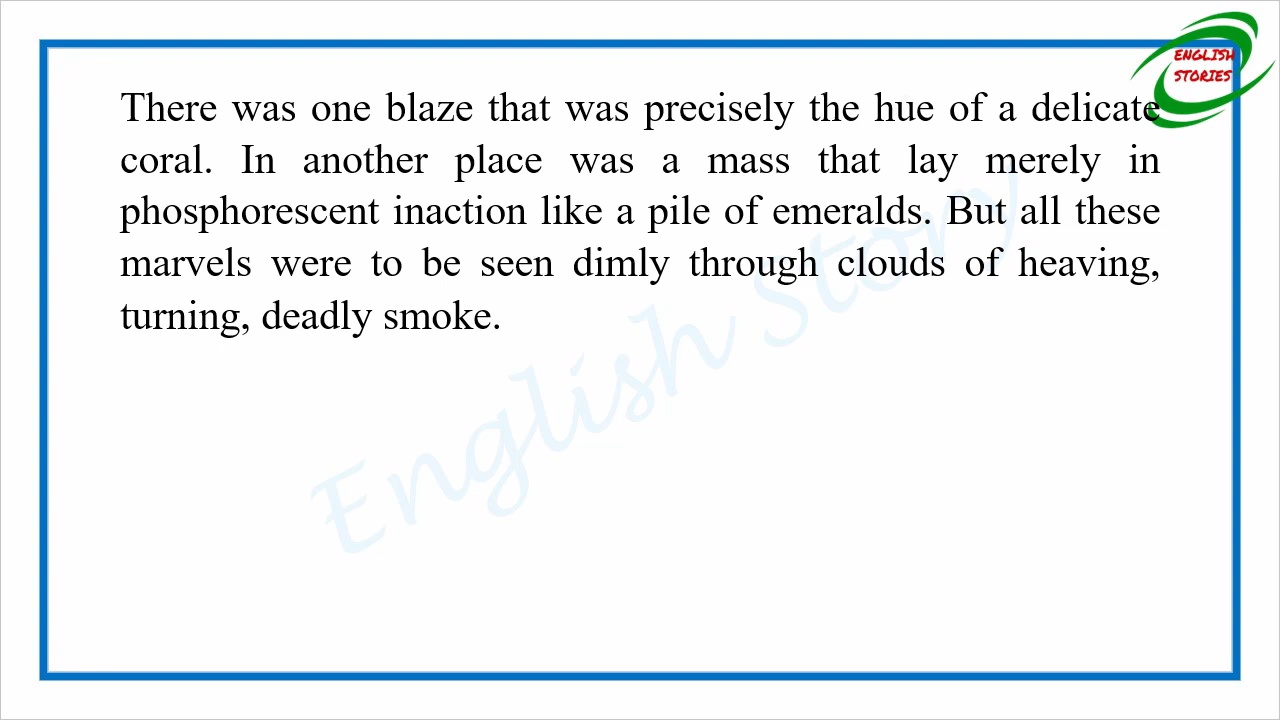 ENGLISH
STORIES
There was one blaze that was precisely the hue of a delicate
coral. In another place was a mass that lay merely in
phosphorescent inaction like a pile of emeralds. But all these
marvels were to be seen dimly through clouds of heaving,
turning, deadly smoke.
English Story